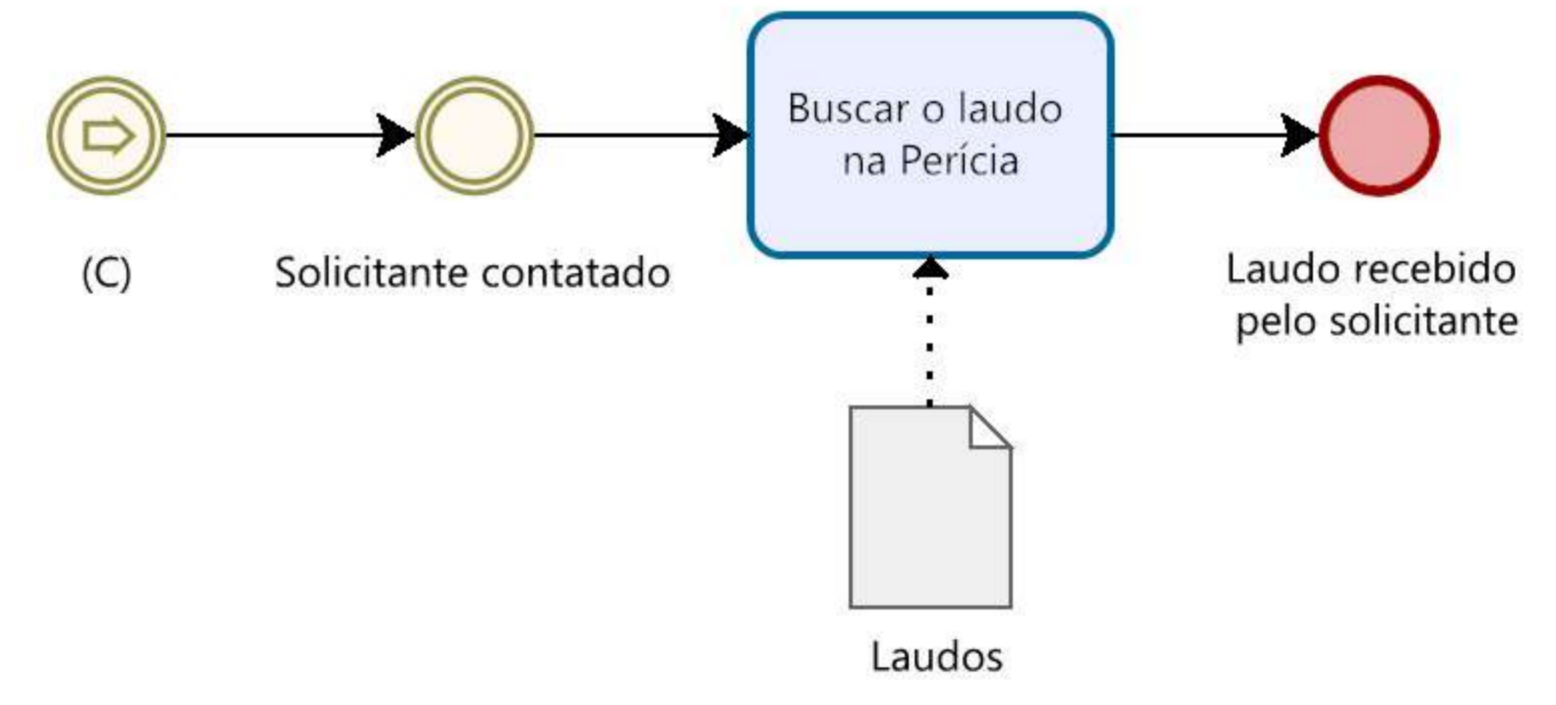 Buscar o laudo
na Perícia
(C)
Solicitante contatado
Laudo recebido
pelo solicitante
Laudos